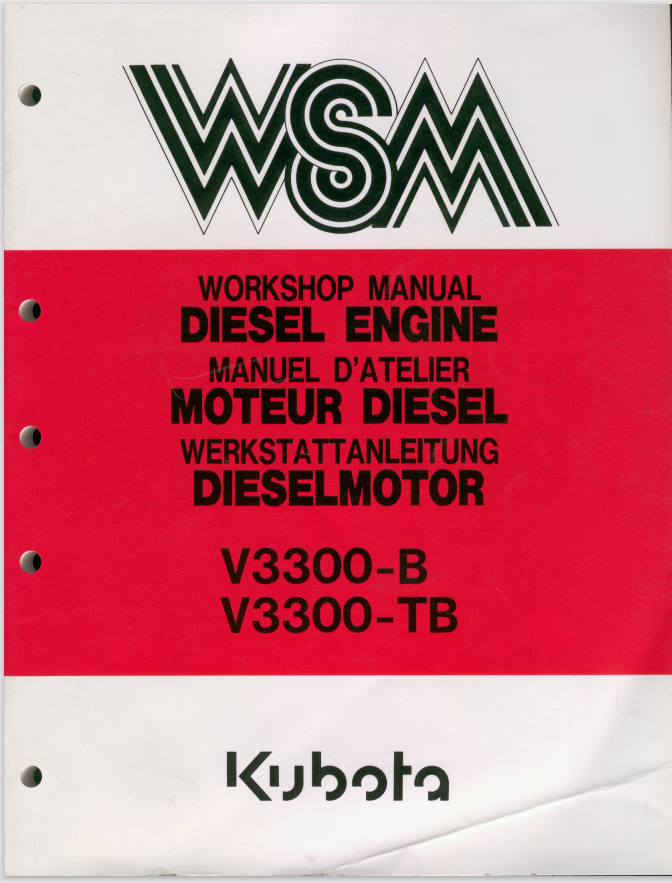 WSM
WORKSHOP MANUAL
DIESEL ENGINE
MANUEL D'ATELIER
MOTEUR DIESEL
WERKSTATTANLEITUNG
DIESELMOTOR
V3300-B
V3300-TB
Kubota